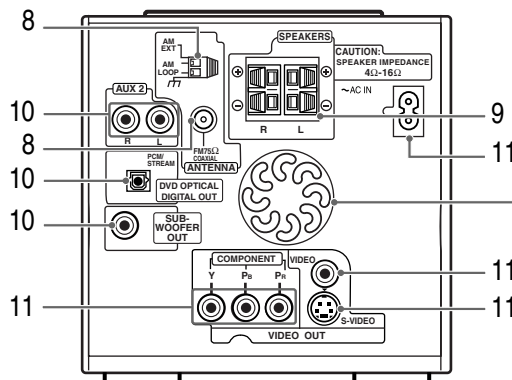 8
AM
EXT
AM
LOOP
SPEAKERS
CAUTION:
SPEAKER IMPEDANCE
4Ω-16Ω
~AC IN
R L
9
11
10
AUX 2
R L
8
FM75Ω
COAXIAL
ANTENNA
10
PCM/
STREAM
DVD OPTICAL
DIGITAL OUT
10
SUB-
WOOFER
OUT
COMPONENT
Y PB PR
VIDEO
11
11
S-VIDEO
11
VIDEO OUT